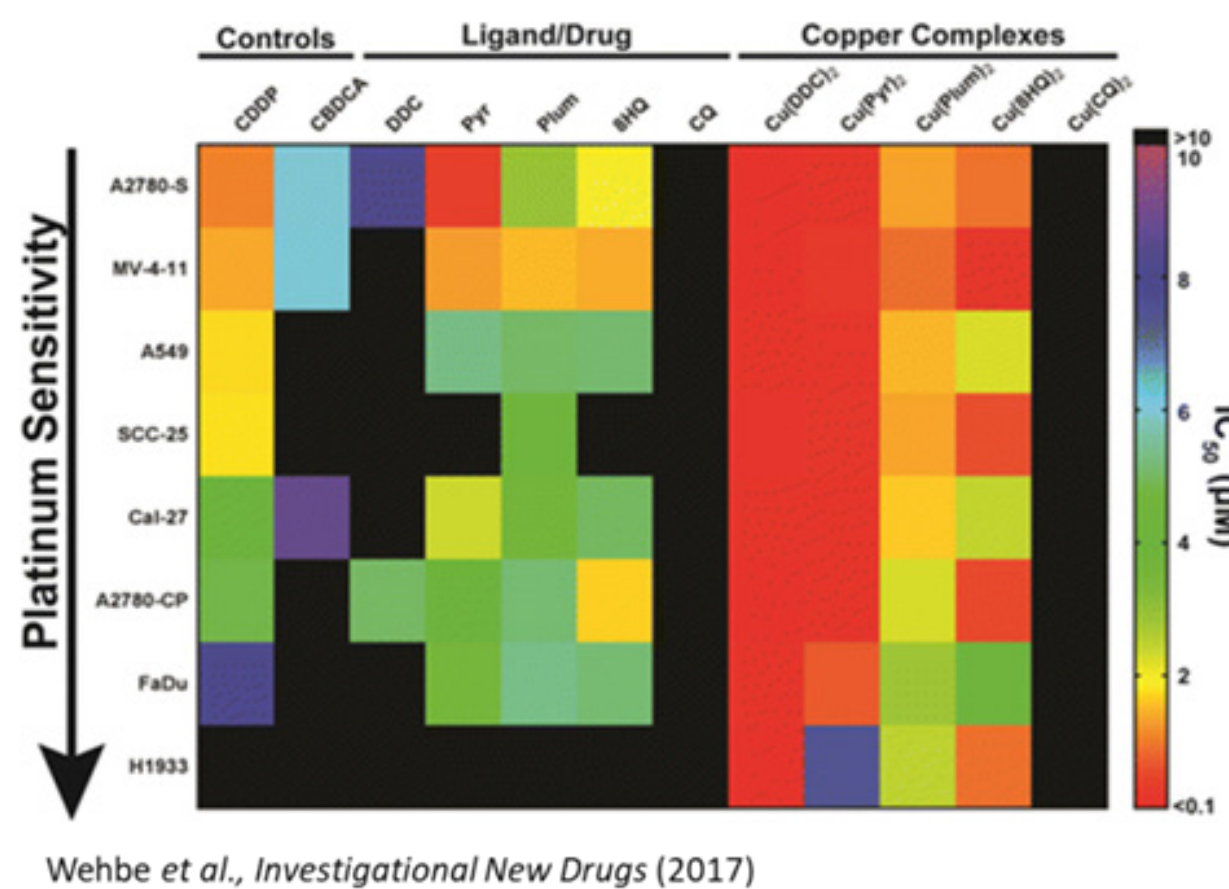 Controls Ligand/Drug Copper Complexes
CDDP CBDCA DDC Pyr Plum 8HQ CQ Cu(DDC)₂ Cu(Pyr)₂ Cu(Plum)₂ Cu(8HQ)₂ Cu(CQ)₂
Platinum Sensitivity
A2780-S
MV-4-11
A549
SCC-25
Cal-27
A2780-CP
FaDu
H1933
>10
10
8
6
4
2
<0.1
IC₅₀ (μM)
Wehbe et al., Investigational New Drugs (2017)